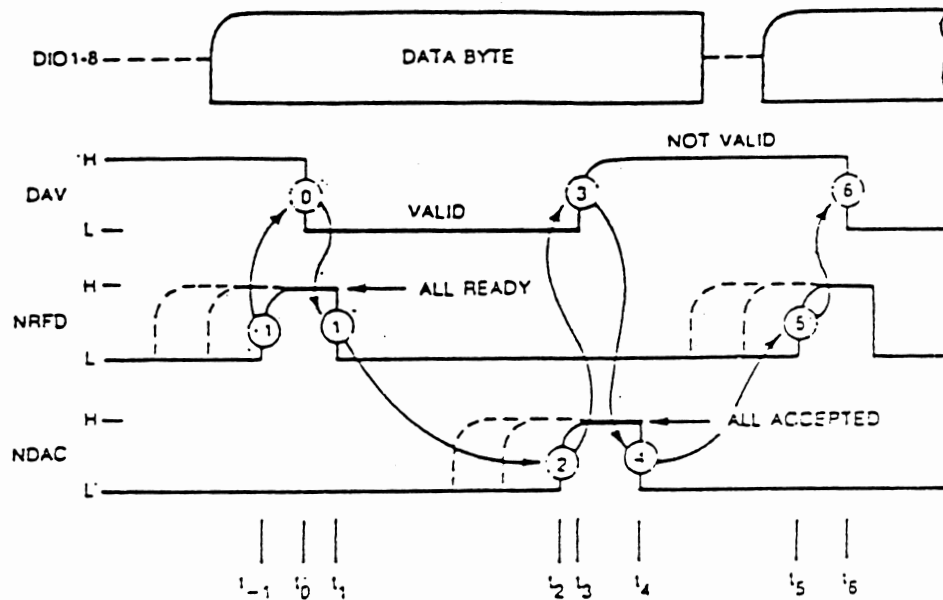 DIO1-8
DATA BYTE
H
NOT VALID
DAV
0
3
6
L
VALID
H
ALL READY
NRFD
-1
1
5
L
H
ALL ACCEPTED
NDAC
2
4
L
t-1
t0
t1
t2
t3
t4
t5
t6